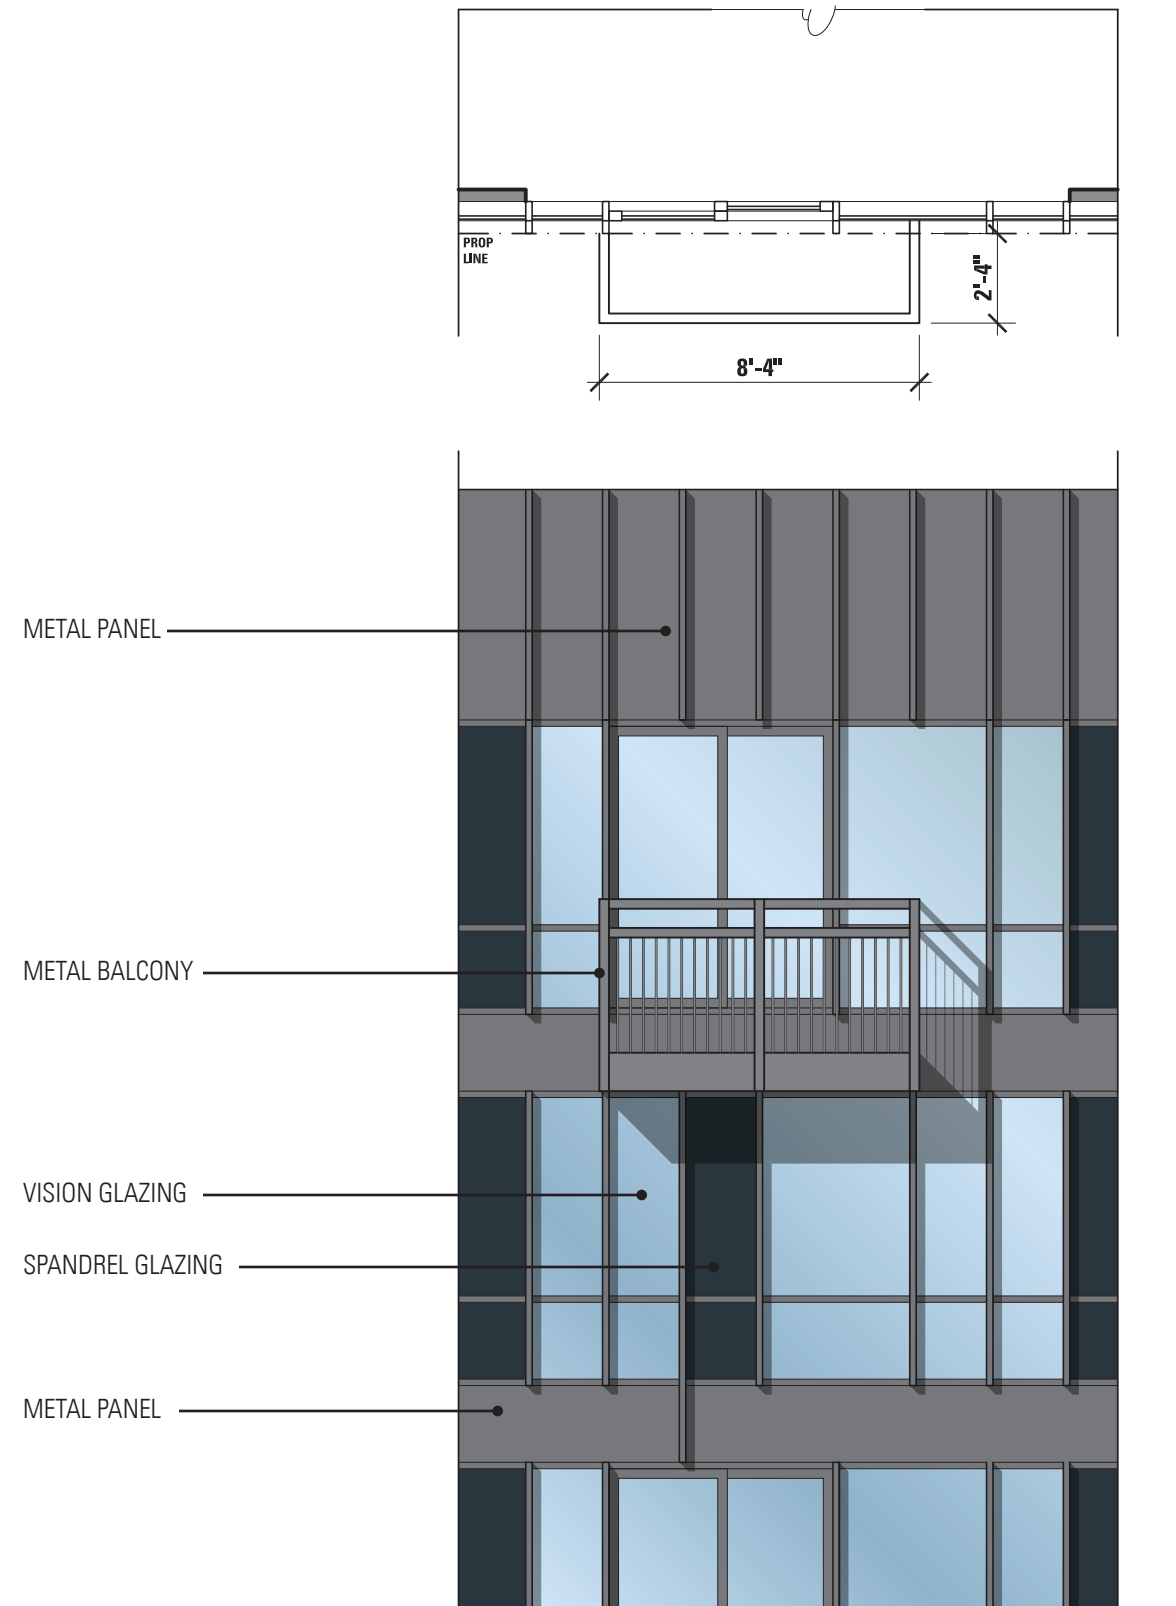 PROP
LINE
2'-4"
8'-4"
METAL PANEL
METAL BALCONY
VISION GLAZING
SPANDREL GLAZING
METAL PANEL